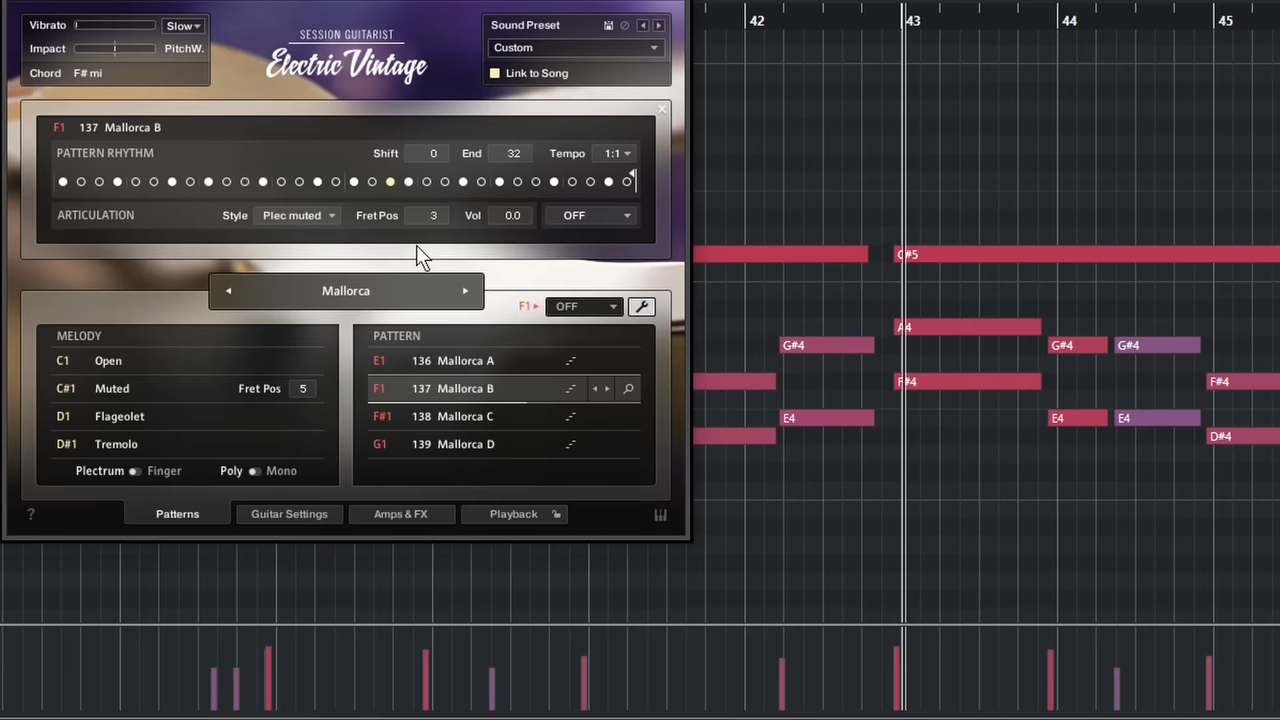 Vibrato Slow
Impact PitchW.
Chord F# mi
SESSION GUITARIST
Electric Vintage
Sound Preset
Custom
Link to Song
F1 137 Mallorca B
PATTERN RHYTHM Shift 0 End 32 Tempo 1:1
ARTICULATION Style Plec muted Fret Pos 3 Vol 0.0 OFF
Mallorca
F1 OFF
MELODY
C1 Open
C#1 Muted Fret Pos 5
D1 Flageolet
D#1 Tremolo
Plectrum Finger Poly Mono
PATTERN
E1 136 Mallorca A
F1 137 Mallorca B
F#1 138 Mallorca C
G1 139 Mallorca D
? Patterns Guitar Settings Amps & FX Playback
42 43 44 45
C#5
A4
G#4 G#4 G#4
F#4 F#4
E4 E4 E4
D#4